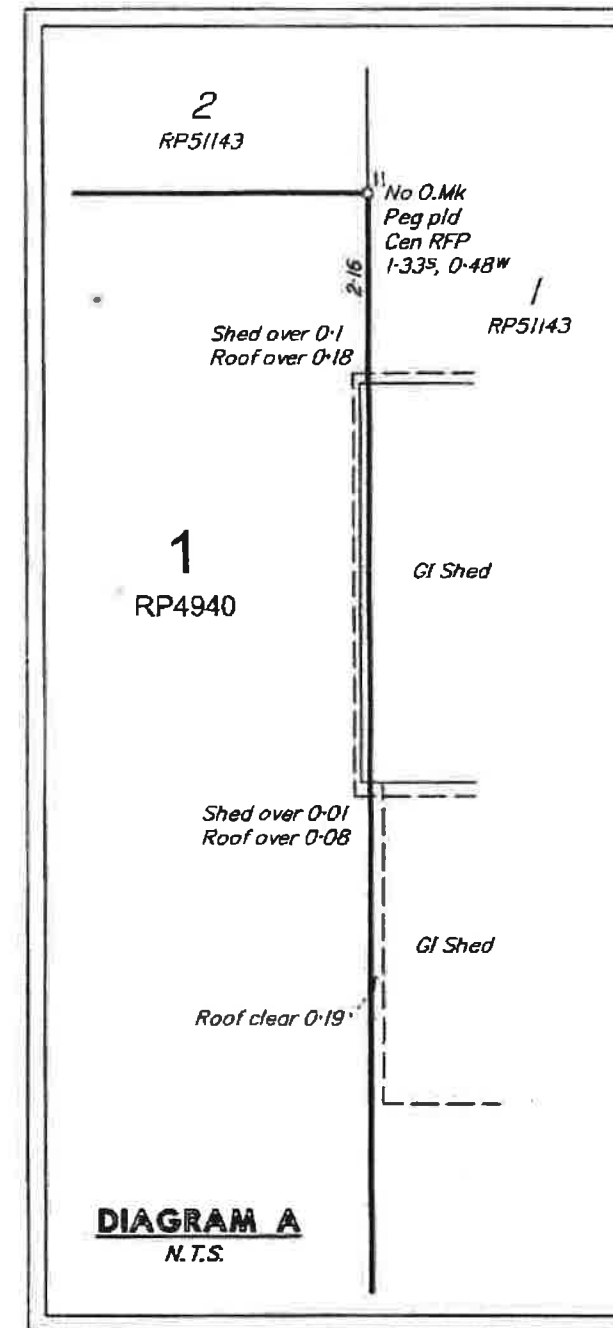 2
RP51143
11
No O.Mk
Peg pld
Cen RFP
1·33ˢ, 0·48ᵂ
2·16
1
RP51143
Shed over 0·1
Roof over 0·18
1
RP4940
GI Shed
Shed over 0·01
Roof over 0·08
GI Shed
Roof clear 0·19
DIAGRAM A
N.T.S.